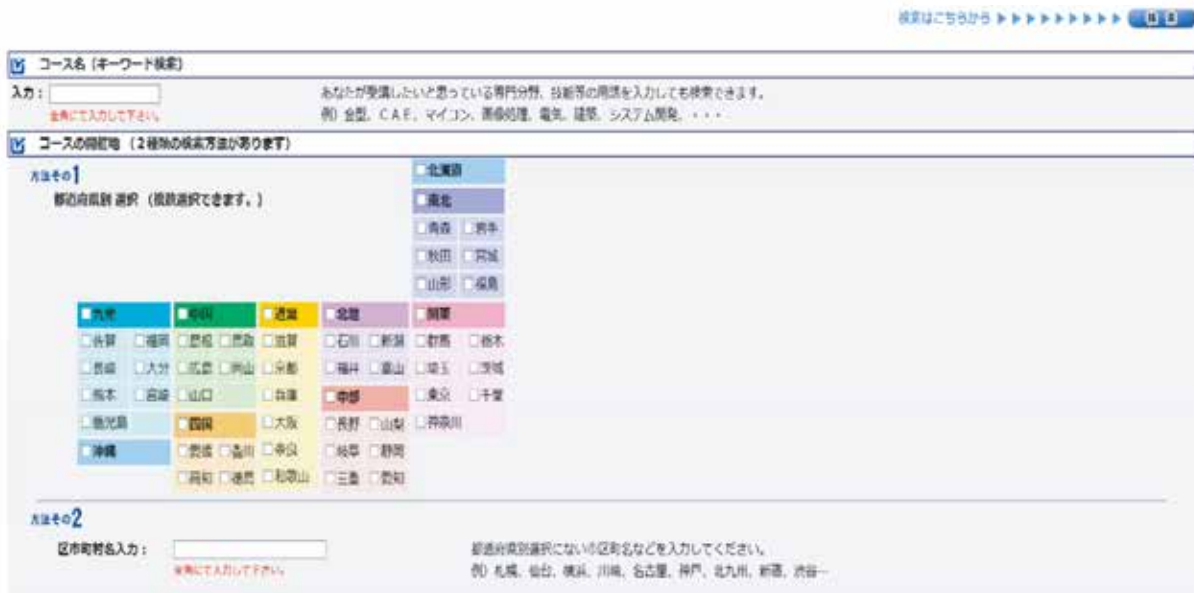 検索はこちらから ▶▶▶▶▶▶▶▶▶▶ 検索
コース名 (キーワード検索)
入力:
あなたが受講したいと思っている専門分野、技能等の用語を入力しても検索できます。
全角にて入力して下さい。
例) 金型、CAE、マイコン、画像処理、電気、建築、システム開発、・・・
コースの開催地 (2種類の検索方法があります)
方法その1
都道府県別 選択 (複数選択できます。)
北海道
東北
青森 岩手
秋田 宮城
山形 福島
九州 中国 近畿 北陸 関東
佐賀 福岡 島根 鳥取 滋賀 石川 新潟 群馬 栃木
長崎 大分 広島 岡山 京都 福井 富山 埼玉 茨城
熊本 宮崎 山口 兵庫 中部 東京 千葉
鹿児島 四国 大阪 長野 山梨 神奈川
沖縄 愛媛 香川 奈良 岐阜 静岡
高知 徳島 和歌山 三重 愛知
方法その2
区市町村名入力:
都道府県別選択にない市区町名などを入力してください。
全角にて入力して下さい。
例) 札幌、仙台、横浜、川崎、名古屋、神戸、北九州、新宿、渋谷…